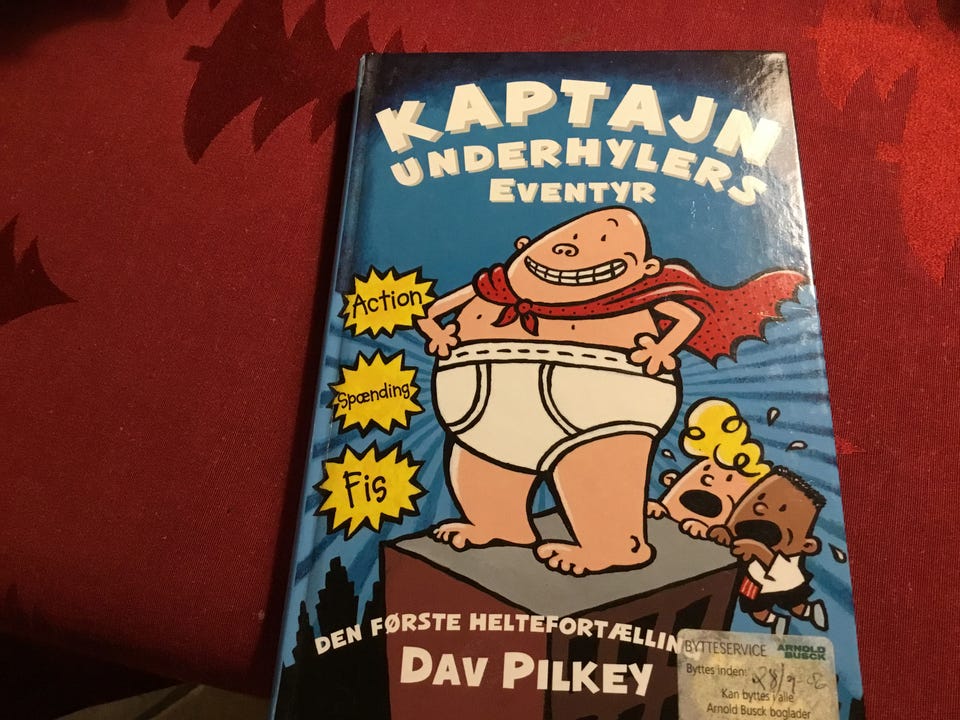 KAPTAJN
UNDERHYLERS
EVENTYR
Action
Spænding
Fis
DEN FØRSTE HELTEFORTÆLLIN
DAV PILKEY
BYTTESERVICE ARNOLD BUSCK
Byttes inden:
Kan byttes i alle
Arnold Busck boglader